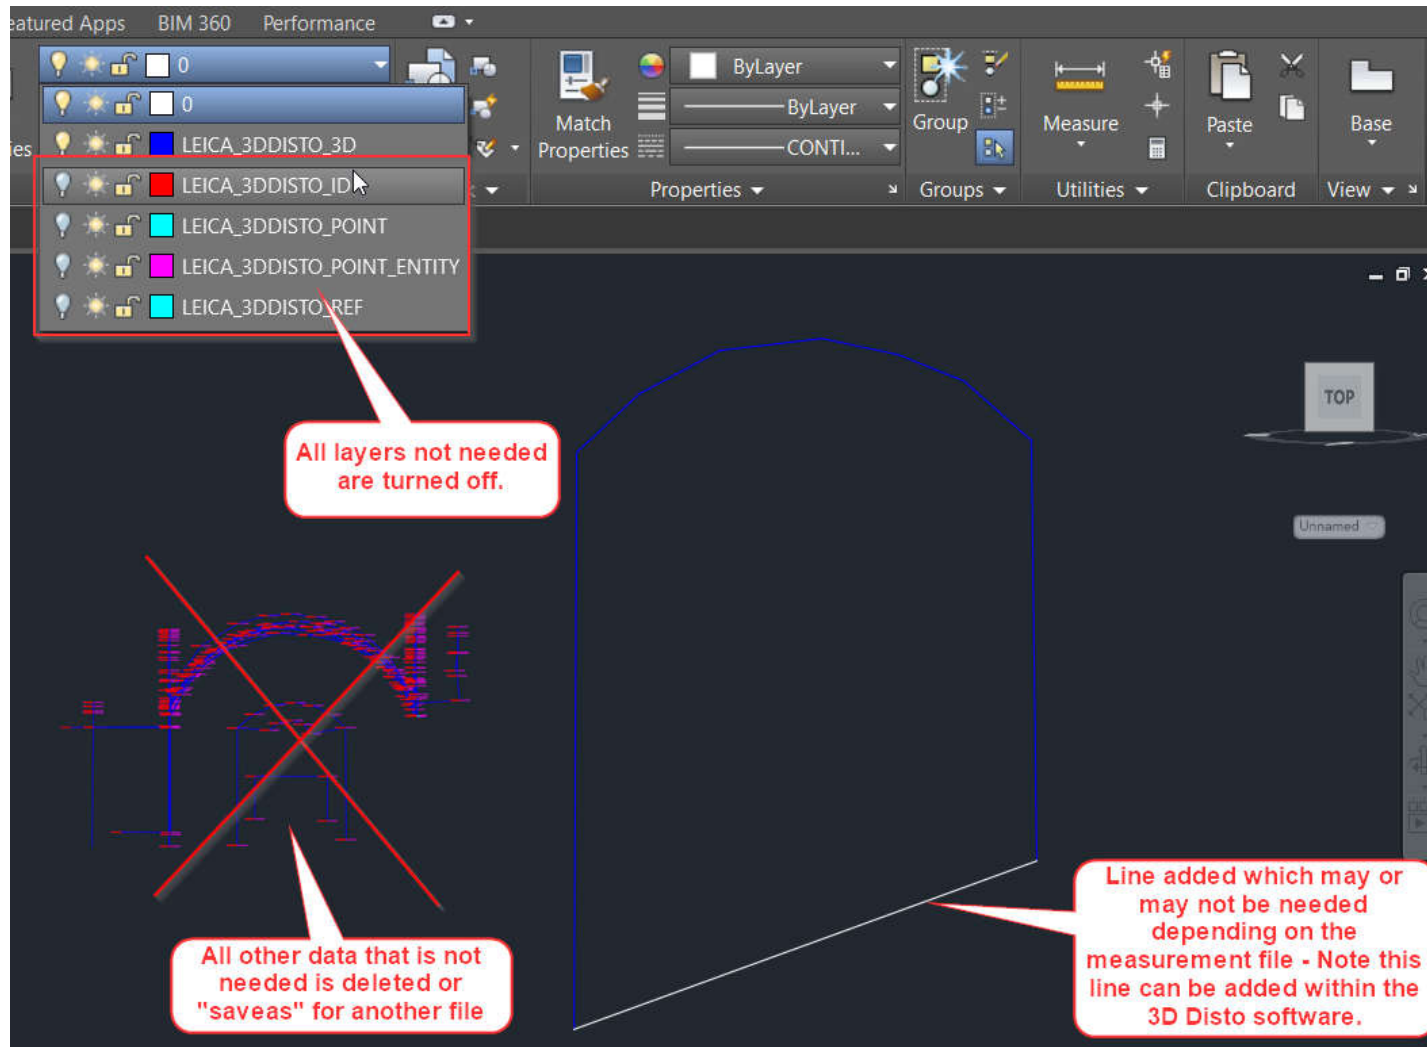 eatured Apps BIM 360 Performance
0
0
LEICA_3DDISTO_3D
LEICA_3DDISTO_ID
LEICA_3DDISTO_POINT
LEICA_3DDISTO_POINT_ENTITY
LEICA_3DDISTO_REF
ies
Match
Properties
ByLayer
ByLayer
CONTI...
Group
Measure
Paste
Base
Properties
Groups
Utilities
Clipboard
View
TOP
Unnamed
All layers not needed
are turned off.
All other data that is not
needed is deleted or
"saveas" for another file
Line added which may or
may not be needed
depending on the
measurement file - Note this
line can be added within the
3D Disto software.